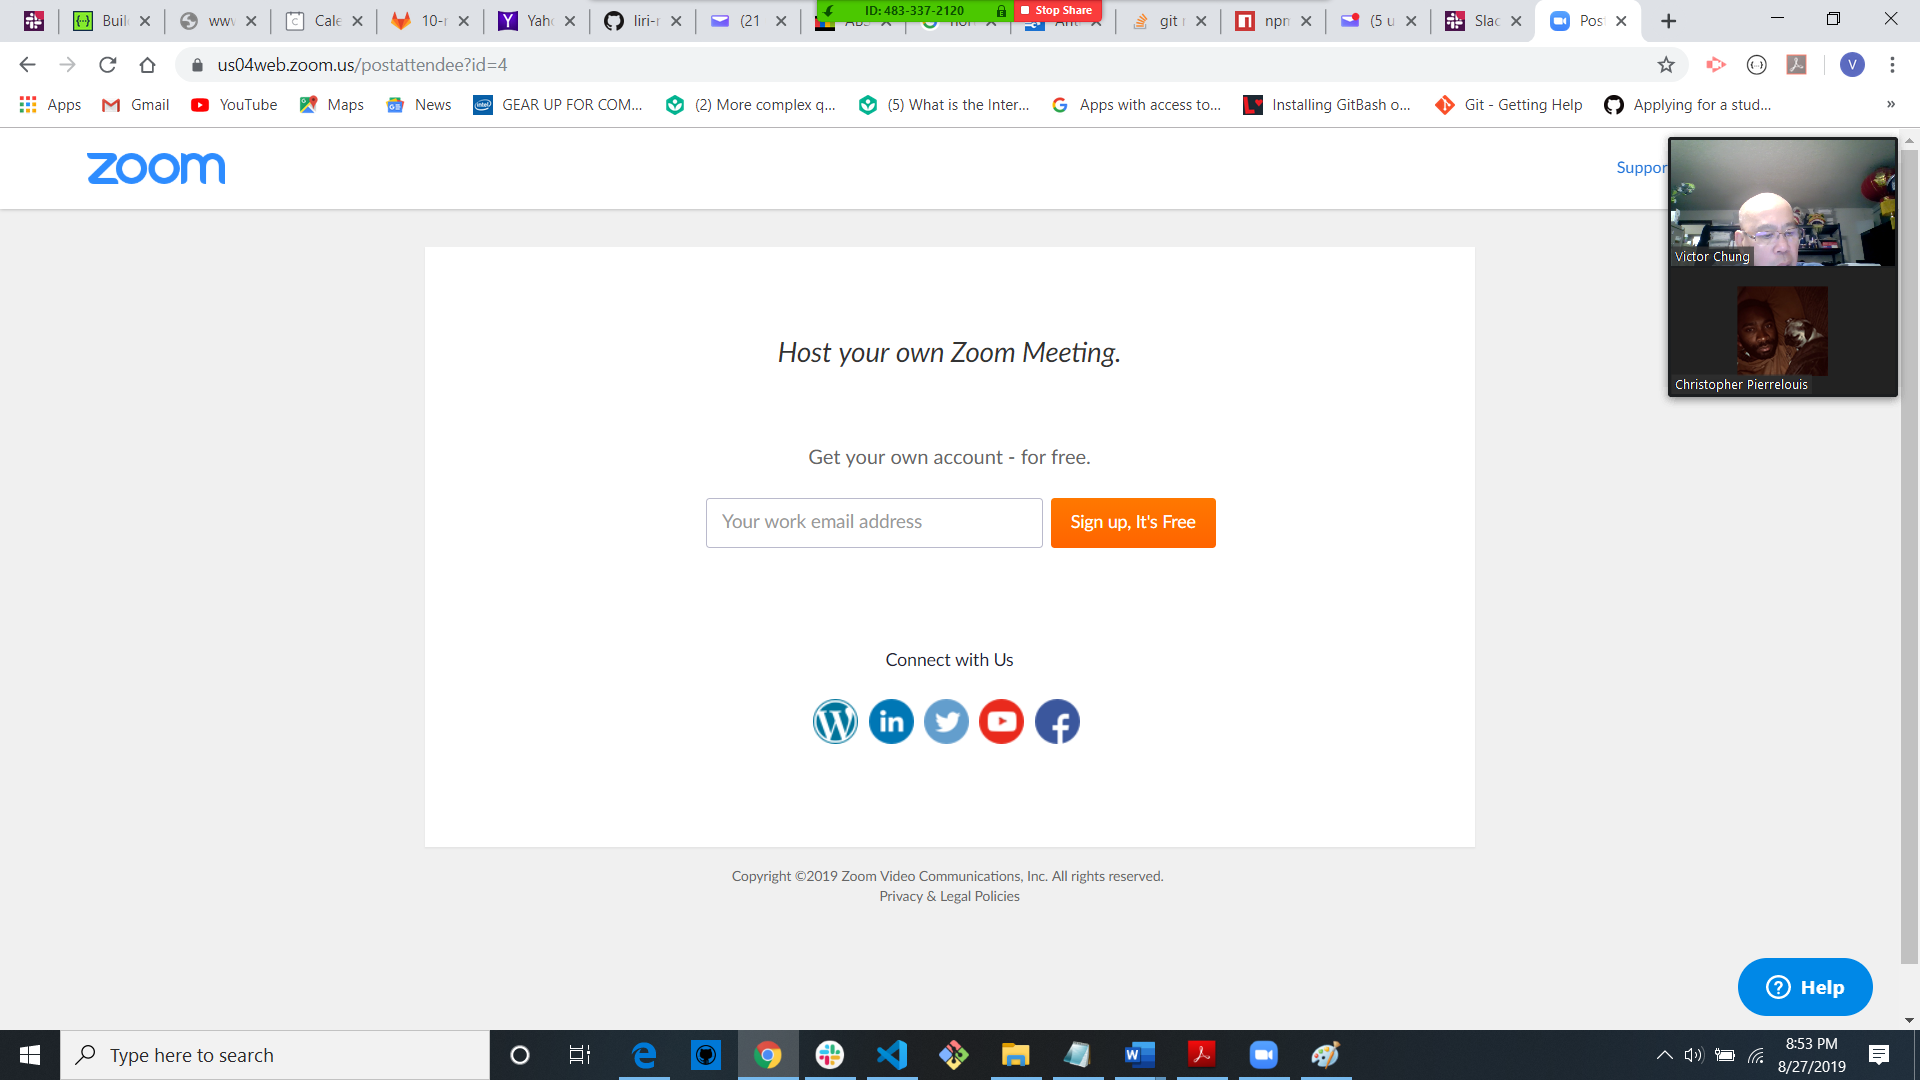 Buil
www
Cale
10-r
Yaho
liri-r
(21
ID: 483-337-2120
Stop Share
git r
npm
(5 u
Slac
Pos
us04web.zoom.us/postattendee?id=4
V
Apps
Gmail
YouTube
Maps
News
GEAR UP FOR COM...
(2) More complex q...
(5) What is the Inter...
Apps with access to...
Installing GitBash o...
Git - Getting Help
Applying for a stud...
»
zoom
Suppor
Victor Chung
Christopher Pierrelouis
Host your own Zoom Meeting.
Get your own account - for free.
Your work email address
Sign up, It's Free
Connect with Us
Copyright ©2019 Zoom Video Communications, Inc. All rights reserved.
Privacy & Legal Policies
Help
Type here to search
8:53 PM
8/27/2019